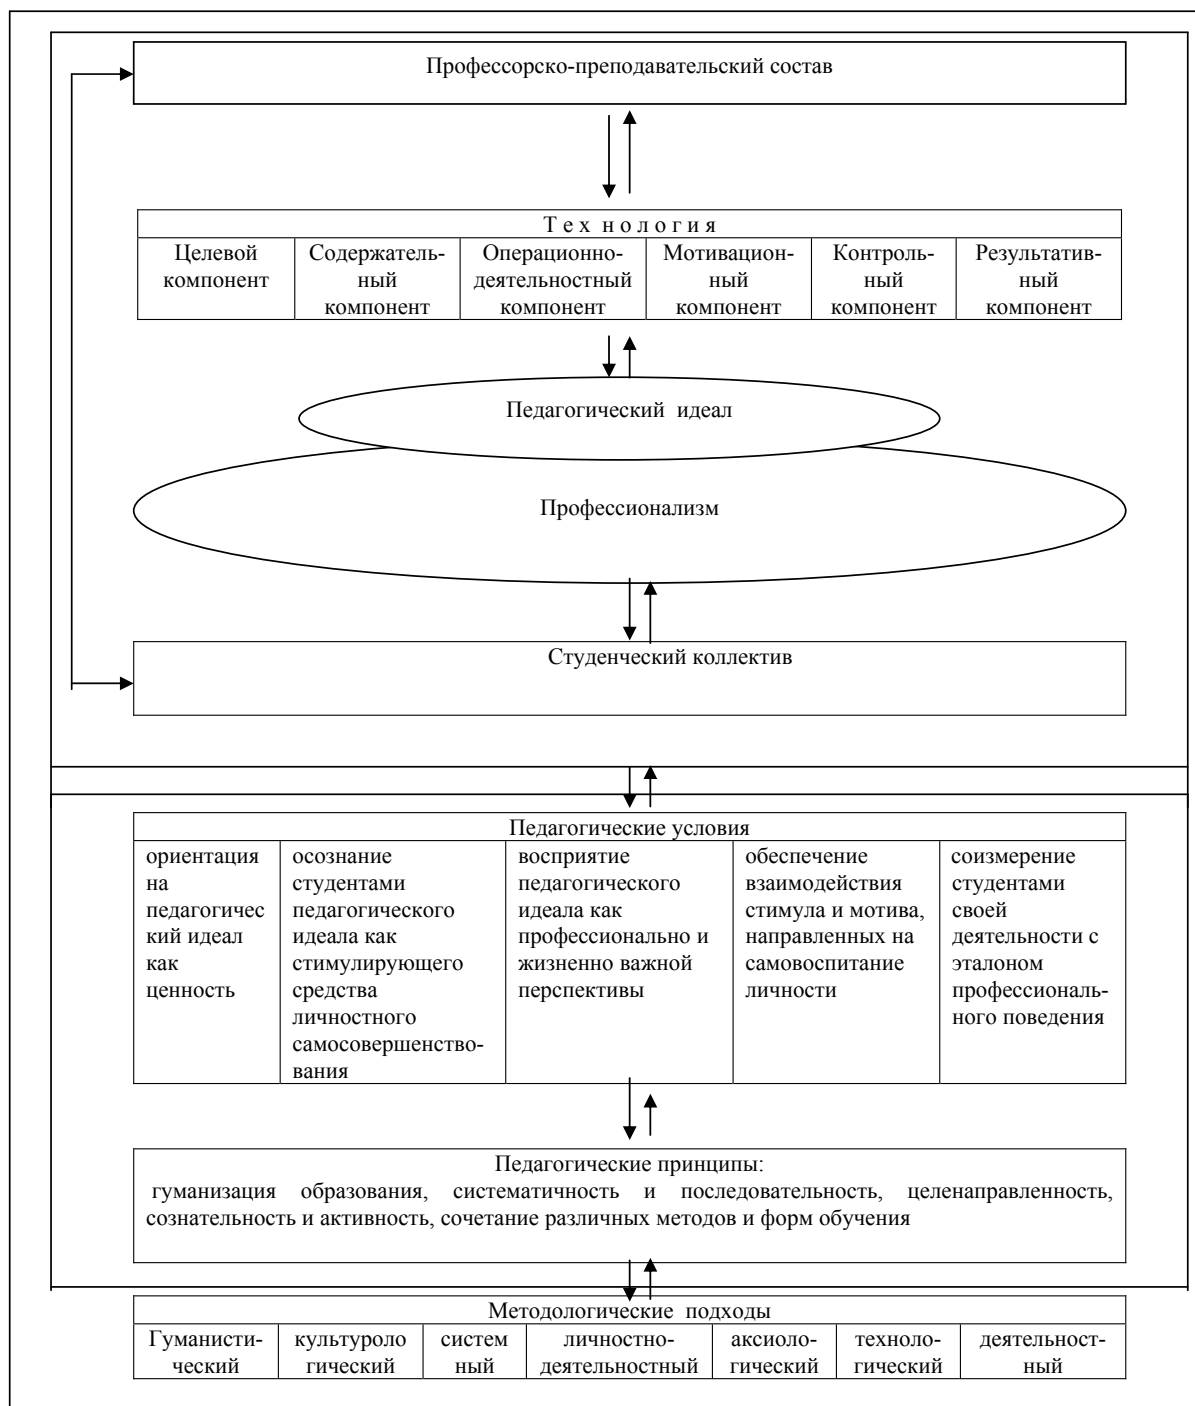 Профессорско-преподавательский состав
Т е х н о л о г и я
Целевой
компонент
Содержатель-
ный
компонент
Операционно-
деятельностный
компонент
Мотивацион-
ный
компонент
Контроль-
ный
компонент
Результатив-
ный
компонент
Педагогический идеал
Профессионализм
Студенческий коллектив
Педагогические условия
ориентация
на
педагогичес
кий идеал
как
ценность
осознание
студентами
педагогического
идеала как
стимулирующего
средства
личностного
самосовершенство-
вания
восприятие
педагогического
идеала как
профессионально и
жизненно важной
перспективы
обеспечение
взаимодействия
стимула и мотива,
направленных на
самовоспитание
личности
соизмерение
студентами
своей
деятельности с
эталоном
профессиональ-
ного поведения
Педагогические принципы:
гуманизация образования, систематичность и последовательность, целенаправленность,
сознательность и активность, сочетание различных методов и форм обучения
Методологические подходы
Гуманисти-
ческий
культуроло
гический
систем
ный
личностно-
деятельностный
аксиоло-
гический
техноло-
гический
деятельност-
ный